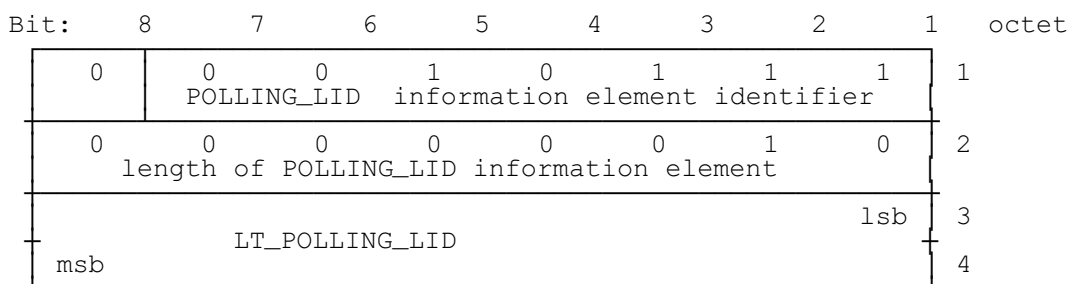 Bit: 8 7 6 5 4 3 2 1 octet
0 0 0 1 0 1 1 1 1
POLLING_LID information element identifier
0 0 0 0 0 0 1 0 2
length of POLLING_LID information element
lsb 3
LT_POLLING_LID
msb 4